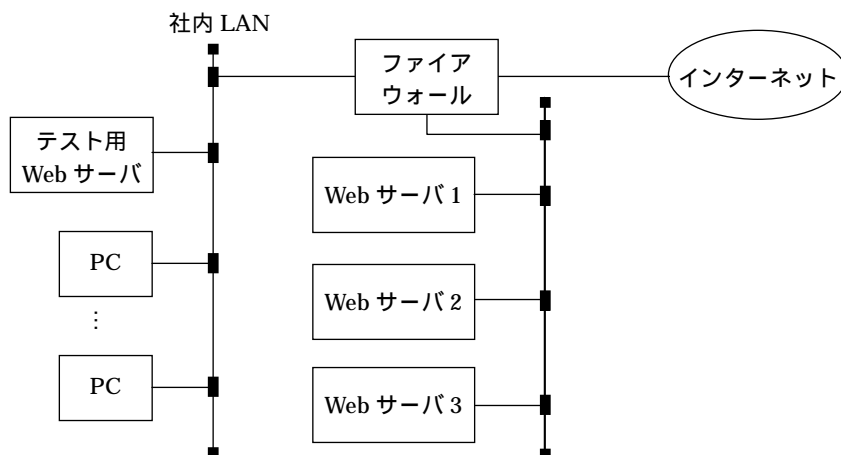 社内 LAN
ファイア
ウォール
インターネット
テスト用
Web サーバ
Web サーバ 1
PC
Web サーバ 2
⋮
PC
Web サーバ 3